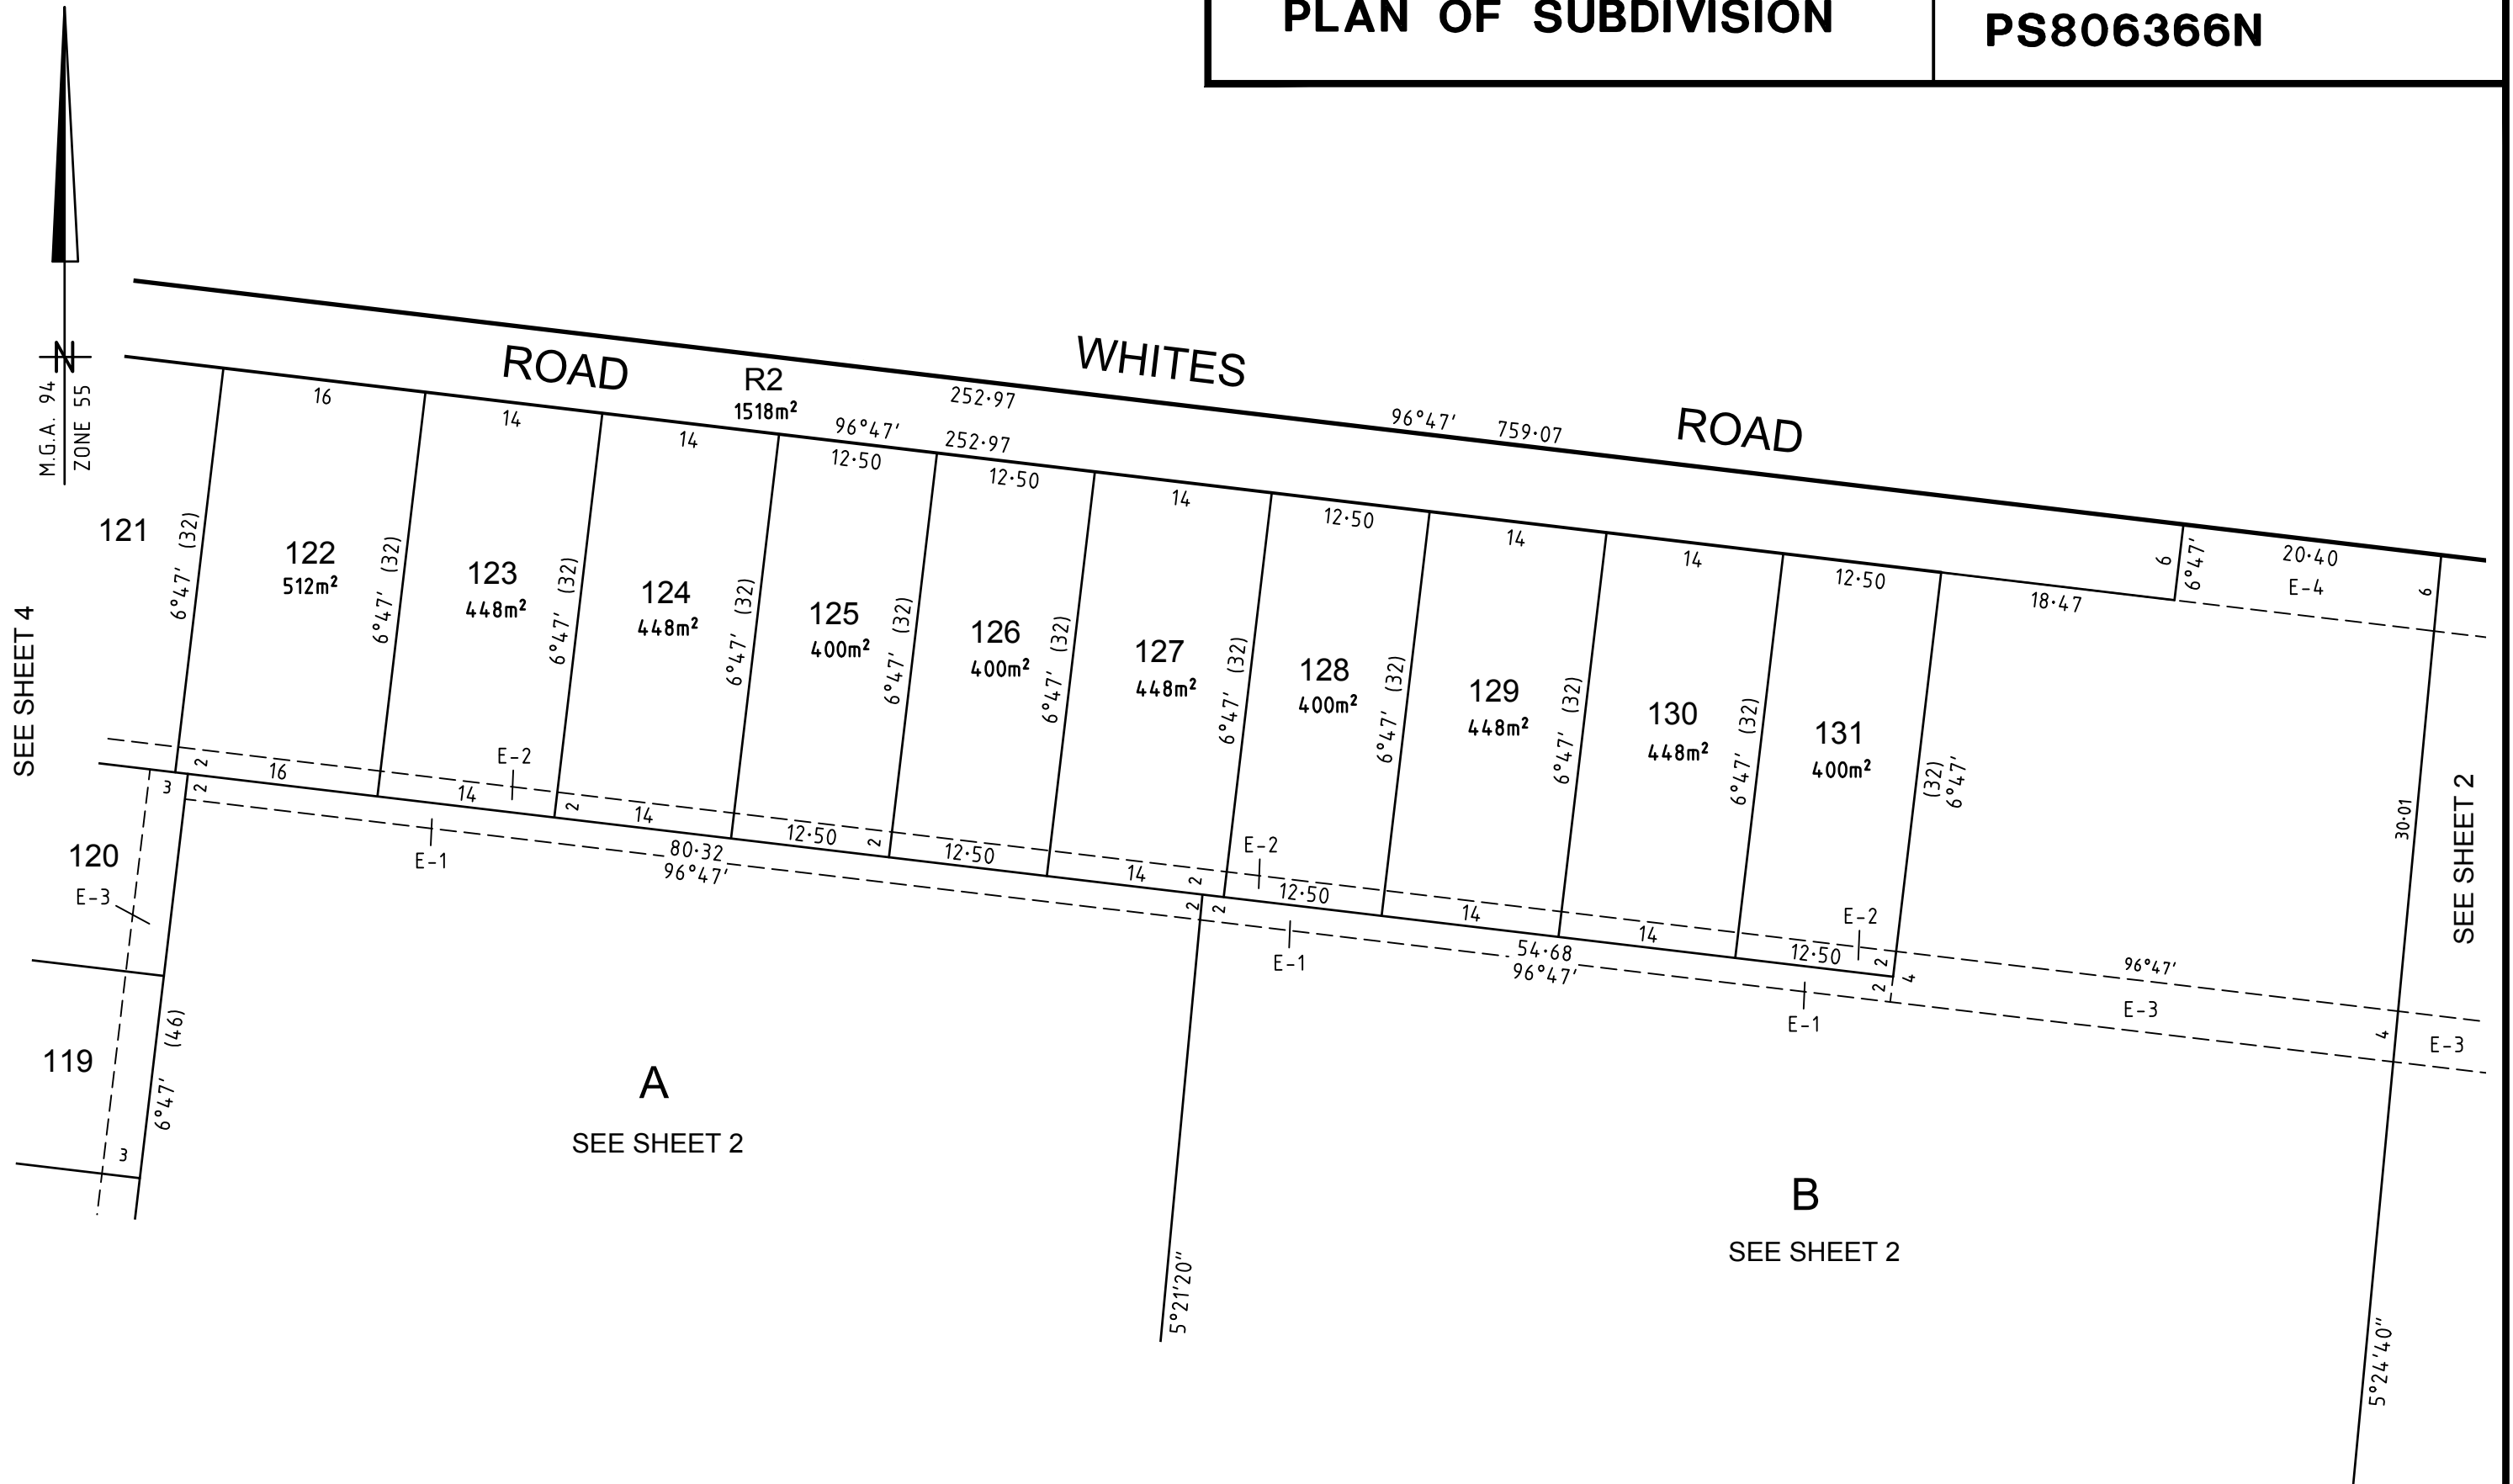 PLAN OF SUBDIVISION
PS806366N
N
M.G.A. 94
ZONE 55
ROAD
R2
1518m²
WHITES
ROAD
252·97
96°47'
759·07
96°47'
252·97
16
14
14
12·50
12·50
14
12·50
14
14
12·50
18·47
6
6°47'
20·40
E-4
6
SEE SHEET 4
121
6°47' (32)
122
512m²
6°47' (32)
123
448m²
6°47' (32)
124
448m²
6°47' (32)
125
400m²
6°47' (32)
126
400m²
6°47' (32)
127
448m²
6°47' (32)
128
400m²
6°47' (32)
129
448m²
6°47' (32)
130
448m²
6°47' (32)
131
400m²
(32)
6°47'
30·01
SEE SHEET 2
2
16
E-2
14
2
14
12·50
2
12·50
14
2
E-2
12·50
14
14
E-2
12·50
2
3
2
E-1
80·32
96°47'
2
2
E-1
54·68
96°47'
2
4
E-1
96°47'
E-3
4
E-3
120
E-3
119
6°47' (46)
3
A
SEE SHEET 2
5°21'20"
B
SEE SHEET 2
5°24'40"